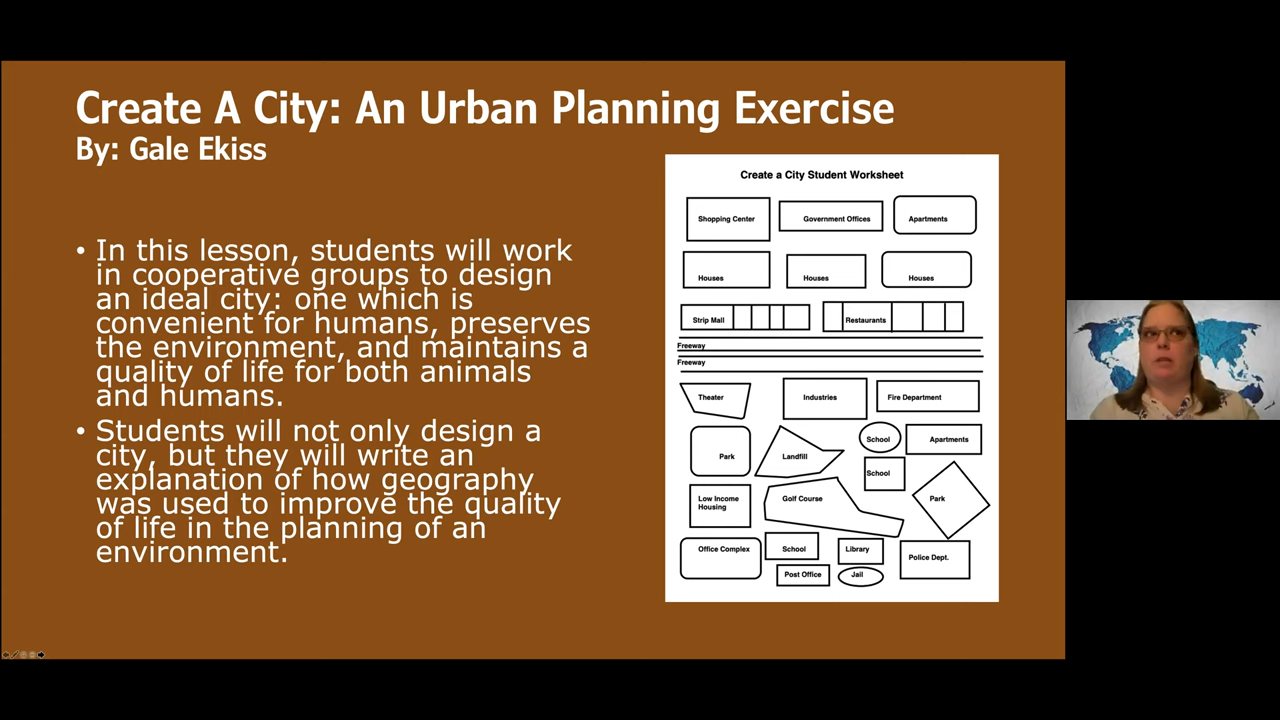 Create A City: An Urban Planning Exercise
By: Gale Ekiss
• In this lesson, students will work
in cooperative groups to design
an ideal city: one which is
convenient for humans, preserves
the environment, and maintains a
quality of life for both animals
and humans.
• Students will not only design a
city, but they will write an
explanation of how geography
was used to improve the quality
of life in the planning of an
environment.
Create a City Student Worksheet
Shopping Center
Government Offices
Apartments
Houses
Houses
Houses
Strip Mall
Restaurants
Freeway
Freeway
Theater
Industries
Fire Department
Park
Landfill
School
Apartments
School
Low Income
Housing
Golf Course
Park
Office Complex
School
Library
Police Dept.
Post Office
Jail